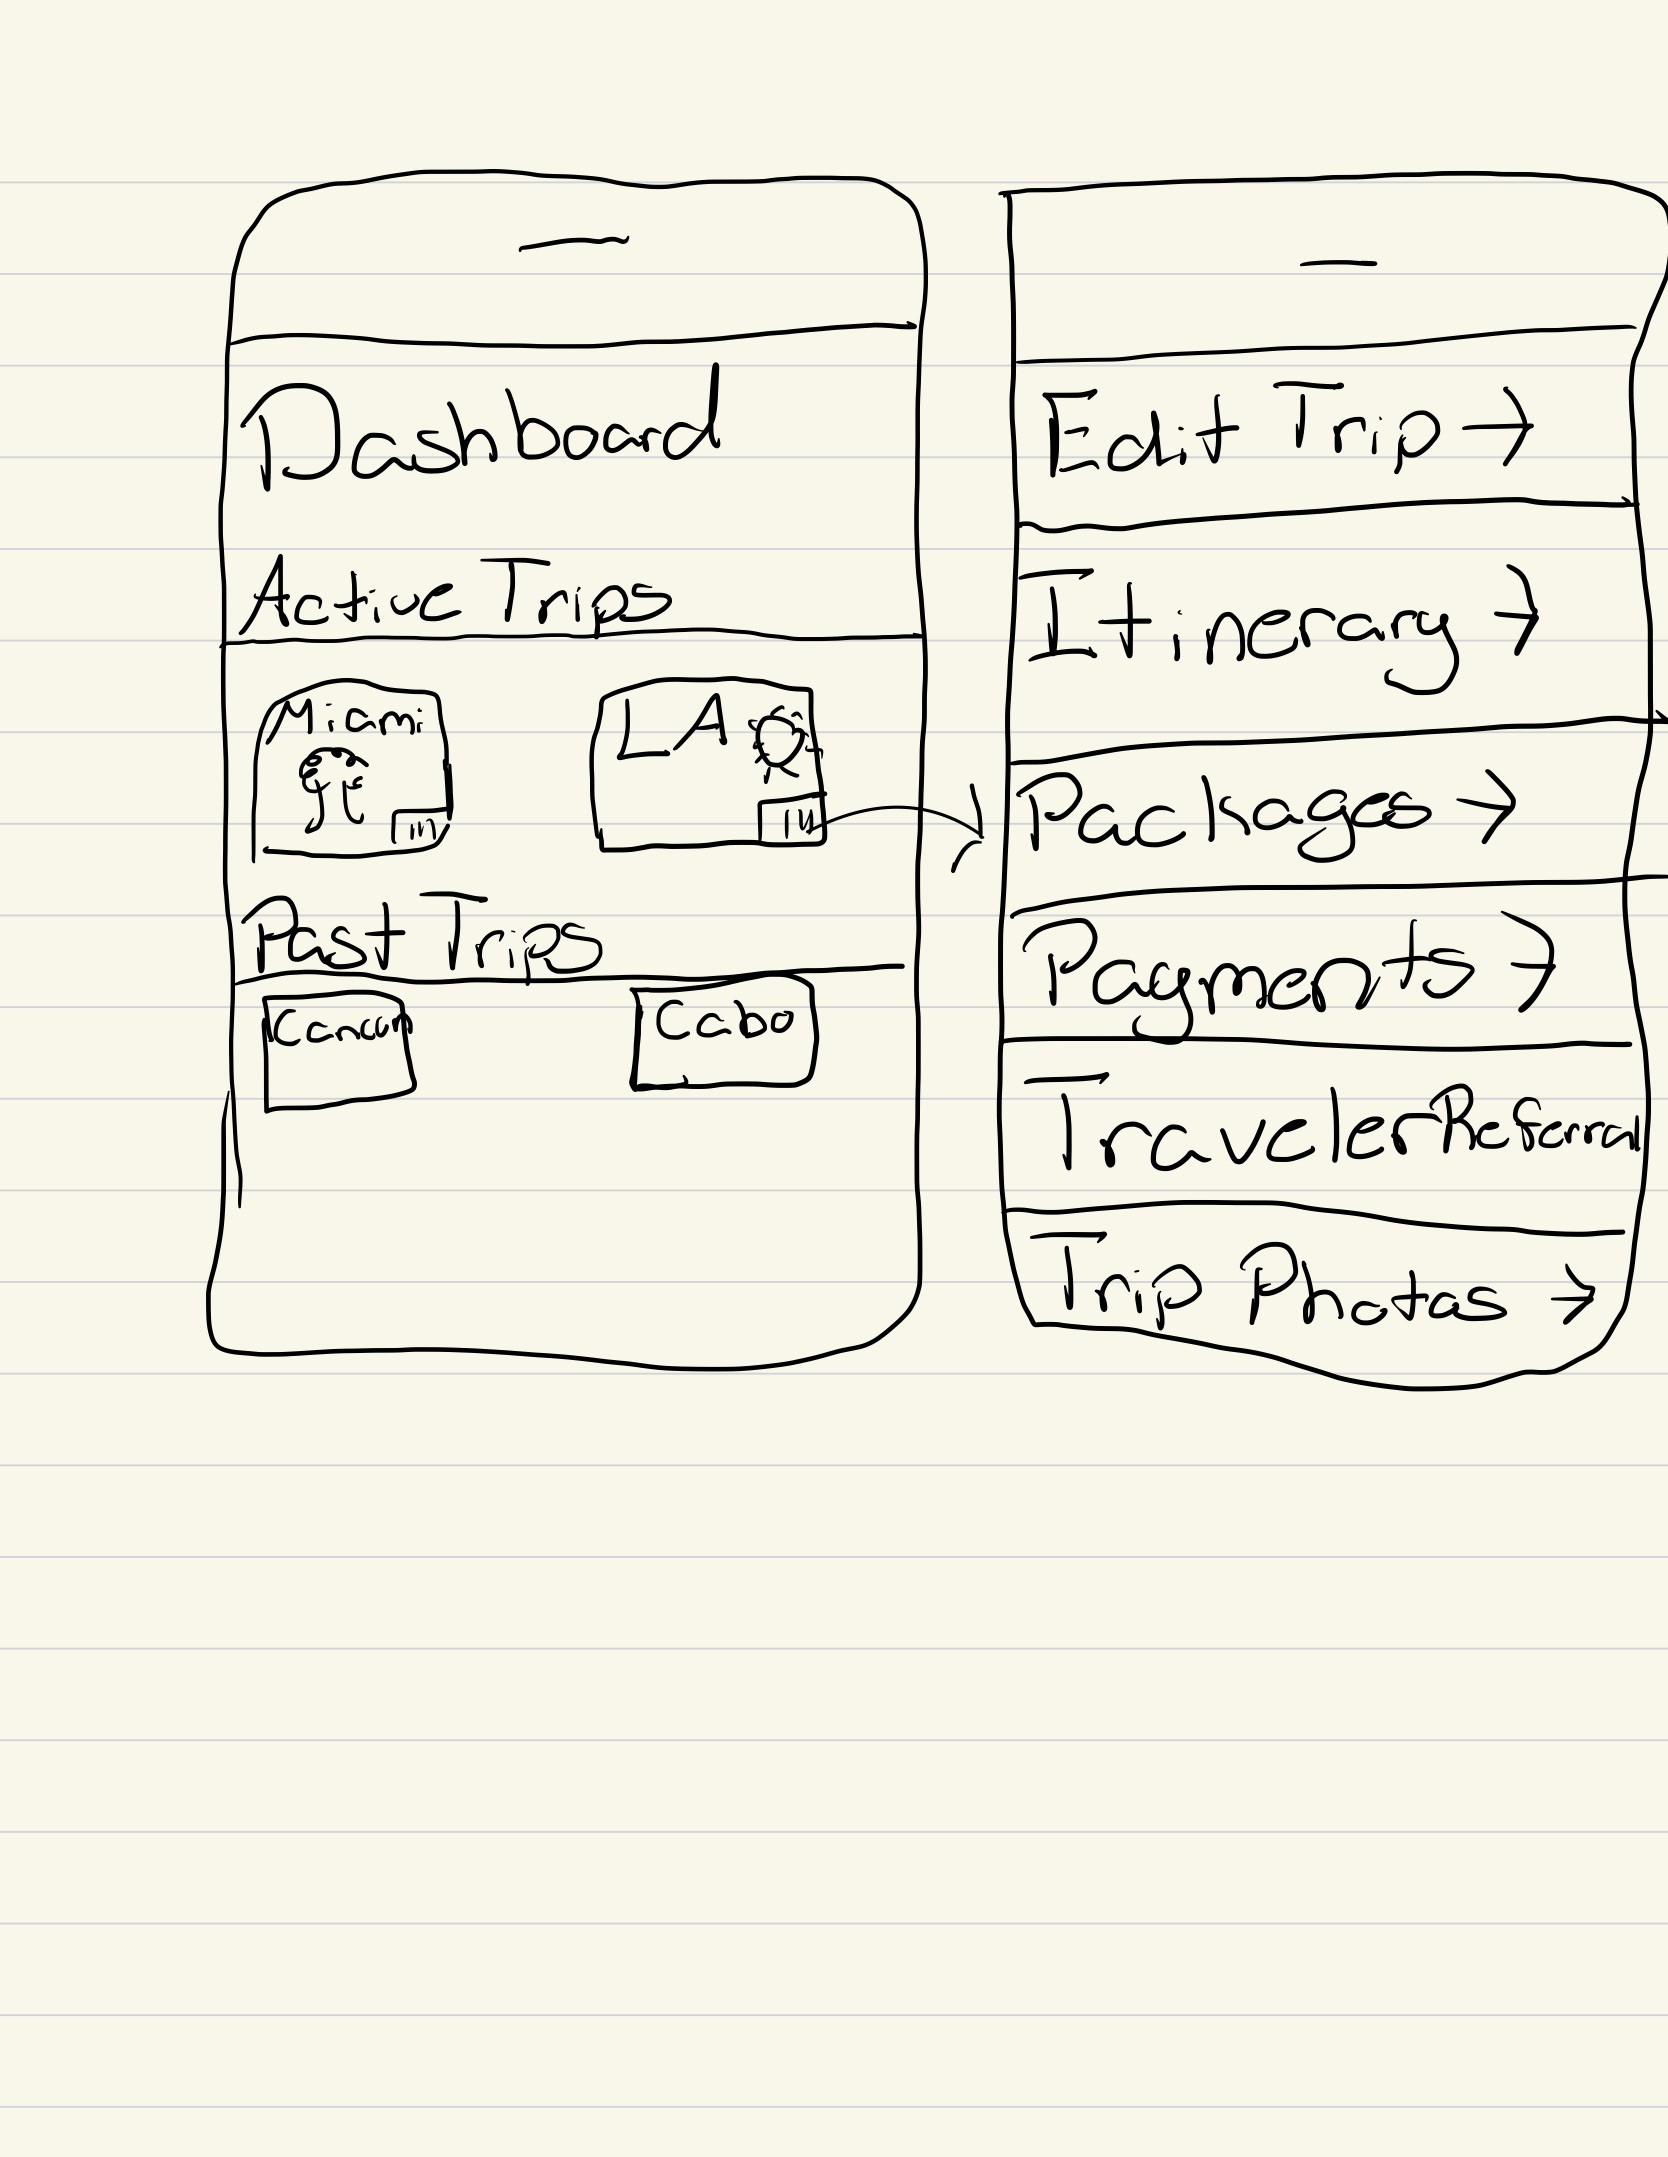 Dashboard
Active Trips
Miami
LA
Past Trips
Cancun
Cabo
Edit Trip →
Itinerary →
Packages →
Payments →
Traveler Referral
Trip Photos →